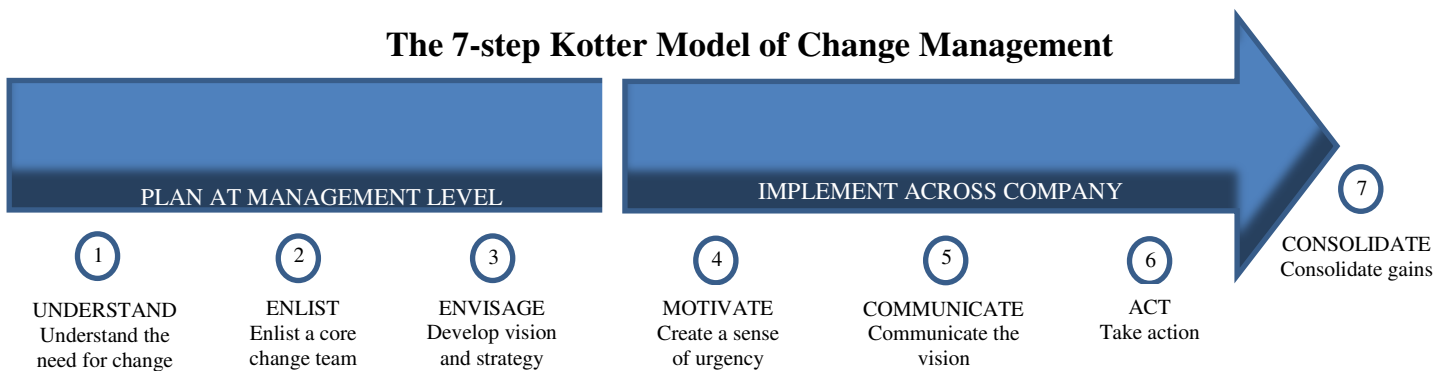 The 7-step Kotter Model of Change Management
PLAN AT MANAGEMENT LEVEL
IMPLEMENT ACROSS COMPANY
1
UNDERSTAND
Understand the
need for change
2
ENLIST
Enlist a core
change team
3
ENVISAGE
Develop vision
and strategy
4
MOTIVATE
Create a sense
of urgency
5
COMMUNICATE
Communicate the
vision
6
ACT
Take action
7
CONSOLIDATE
Consolidate gains